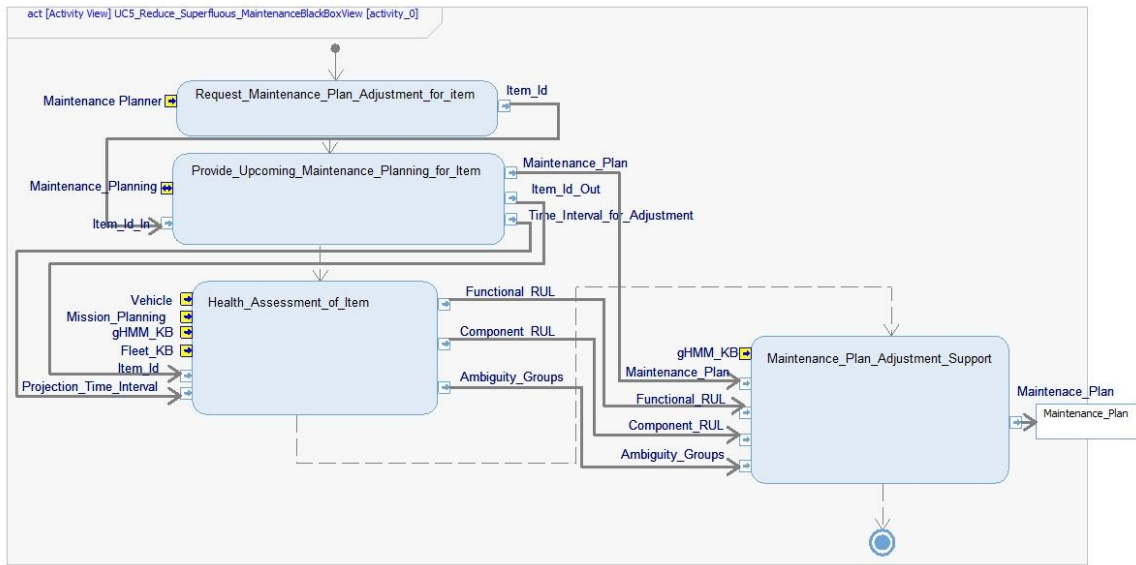 act [Activity View] UC5_Reduce_Superfluous_MaintenanceBlackBoxView [activity_0]
Request_Maintenance_Plan_Adjustment_for_item
Item_Id
Maintenance Planner
Maintenance_Plan
Provide_Upcoming_Maintenance_Planning_for_Item
Maintenance_Planning
Item_Id_Out
Time_Interval_for_Adjustment
Item_Id_In
Functional_RUL
Vehicle
Health_Assessment_of_Item
Mission_Planning
gHMM_KB
Component_RUL
Fleet_KB
gHMM_KB
Maintenance_Plan_Adjustment_Support
Item_Id
Maintenance_Plan
Ambiguity_Groups
Projection_Time_Interval
Maintenace_Plan
Functional_RUL
Maintenance_Plan
Component_RUL
Ambiguity_Groups